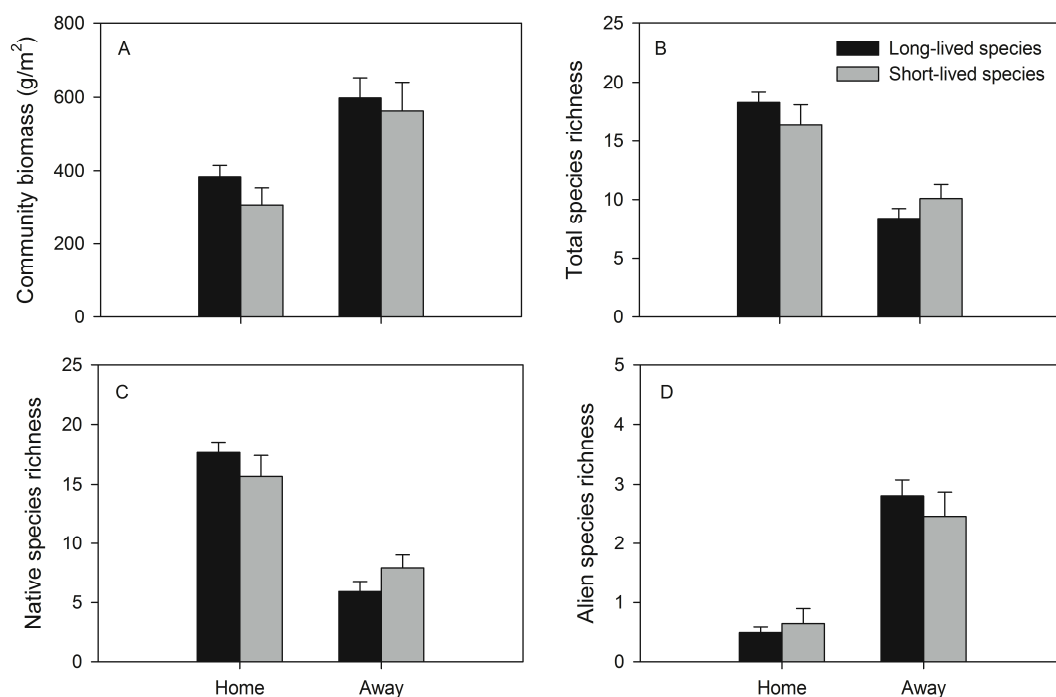 A
Community biomass (g/m²)
800
600
400
200
0
B
Long-lived species
Short-lived species
Total species richness
25
20
15
10
5
0
C
Native species richness
25
20
15
10
5
0
Home
Away
D
Alien species richness
5
4
3
2
1
0
Home
Away